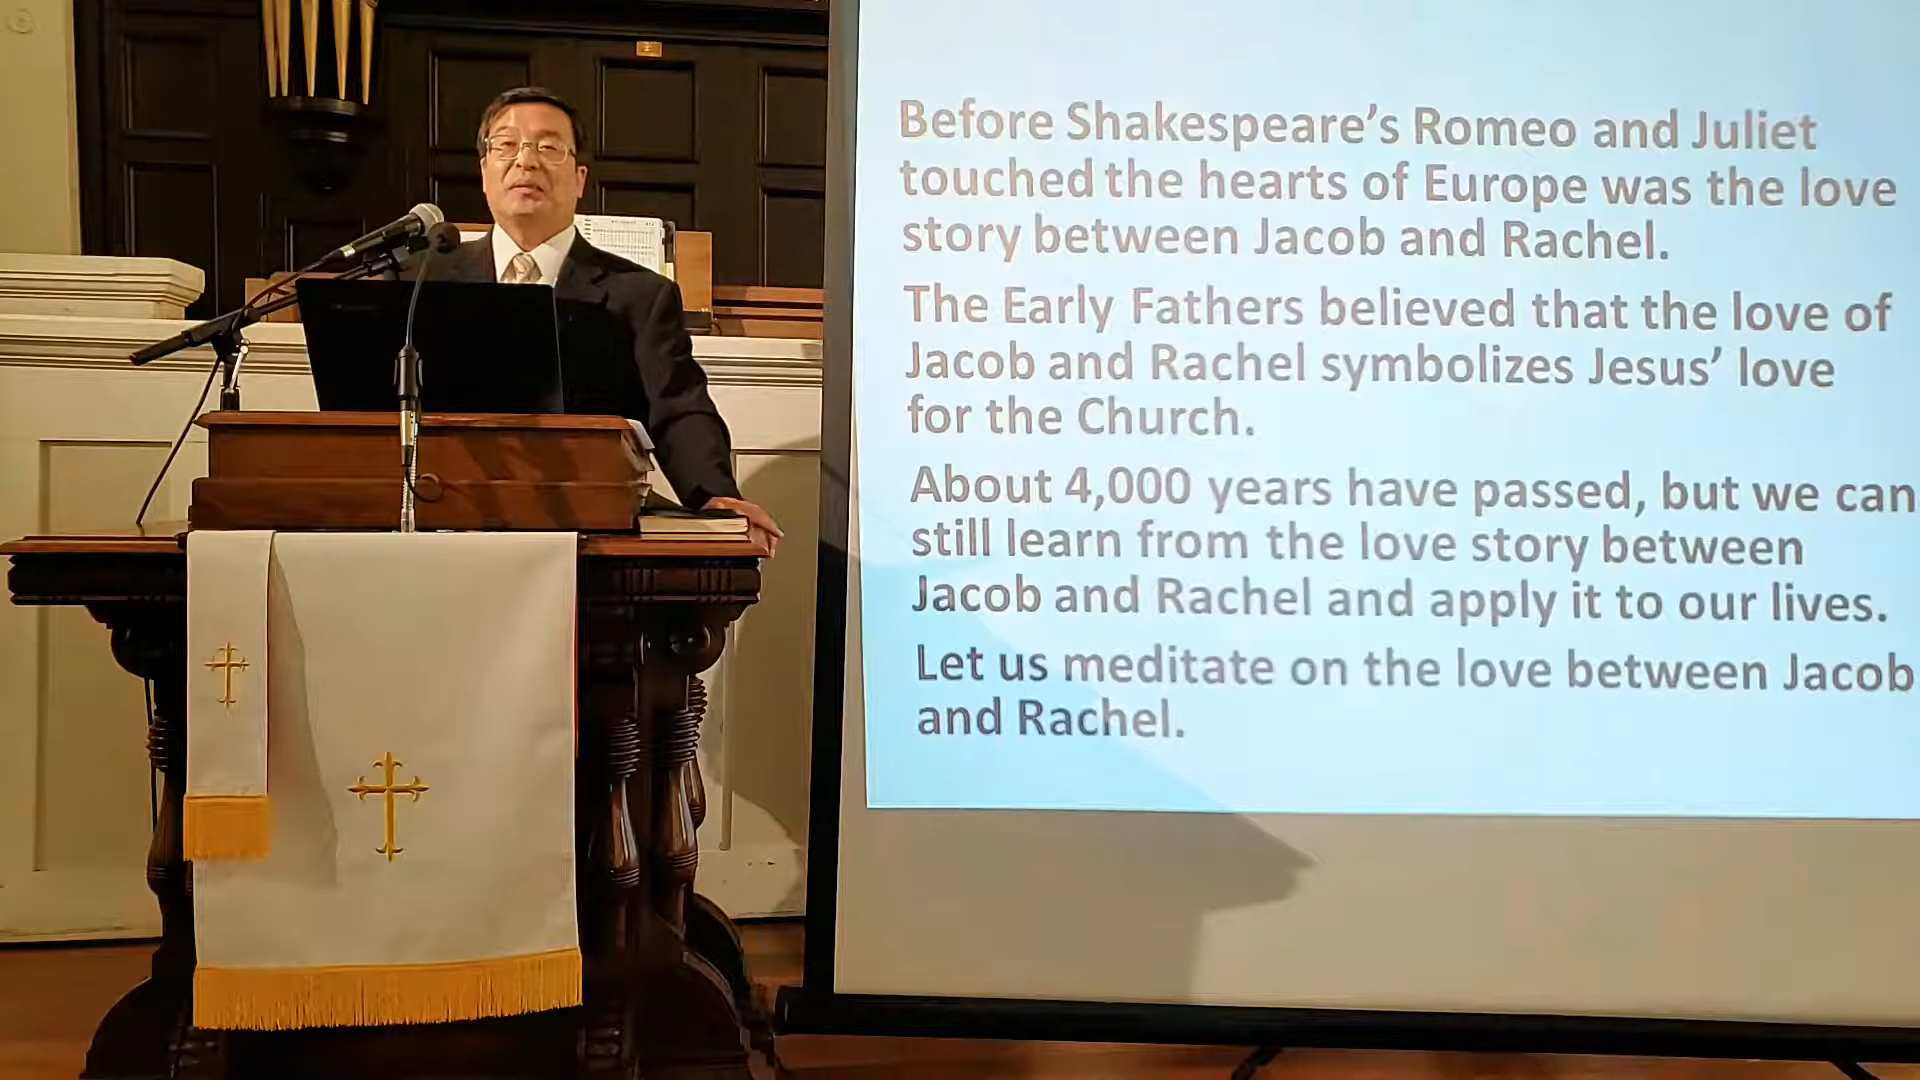 Before Shakespeare's Romeo and Juliet
touched the hearts of Europe was the love
story between Jacob and Rachel.
The Early Fathers believed that the love of
Jacob and Rachel symbolizes Jesus' love
for the Church.
About 4,000 years have passed, but we can
still learn from the love story between
Jacob and Rachel and apply it to our lives.
Let us meditate on the love between Jacob
and Rachel.